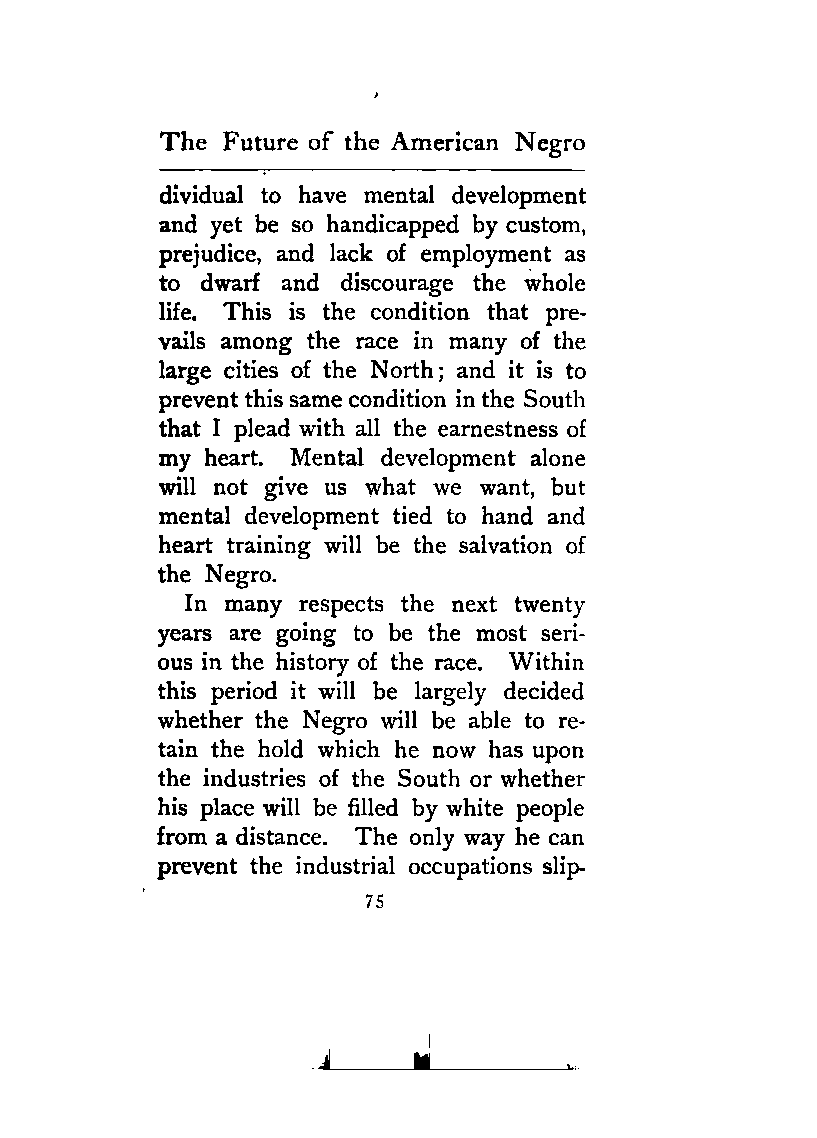 The Future of the American Negro
dividual to have mental development
and yet be so handicapped by custom,
prejudice, and lack of employment as
to dwarf and discourage the whole
life. This is the condition that pre-
vails among the race in many of the
large cities of the North; and it is to
prevent this same condition in the South
that I plead with all the earnestness of
my heart. Mental development alone
will not give us what we want, but
mental development tied to hand and
heart training will be the salvation of
the Negro.
In many respects the next twenty
years are going to be the most seri-
ous in the history of the race. Within
this period it will be largely decided
whether the Negro will be able to re-
tain the hold which he now has upon
the industries of the South or whether
his place will be filled by white people
from a distance. The only way he can
prevent the industrial occupations slip-
75